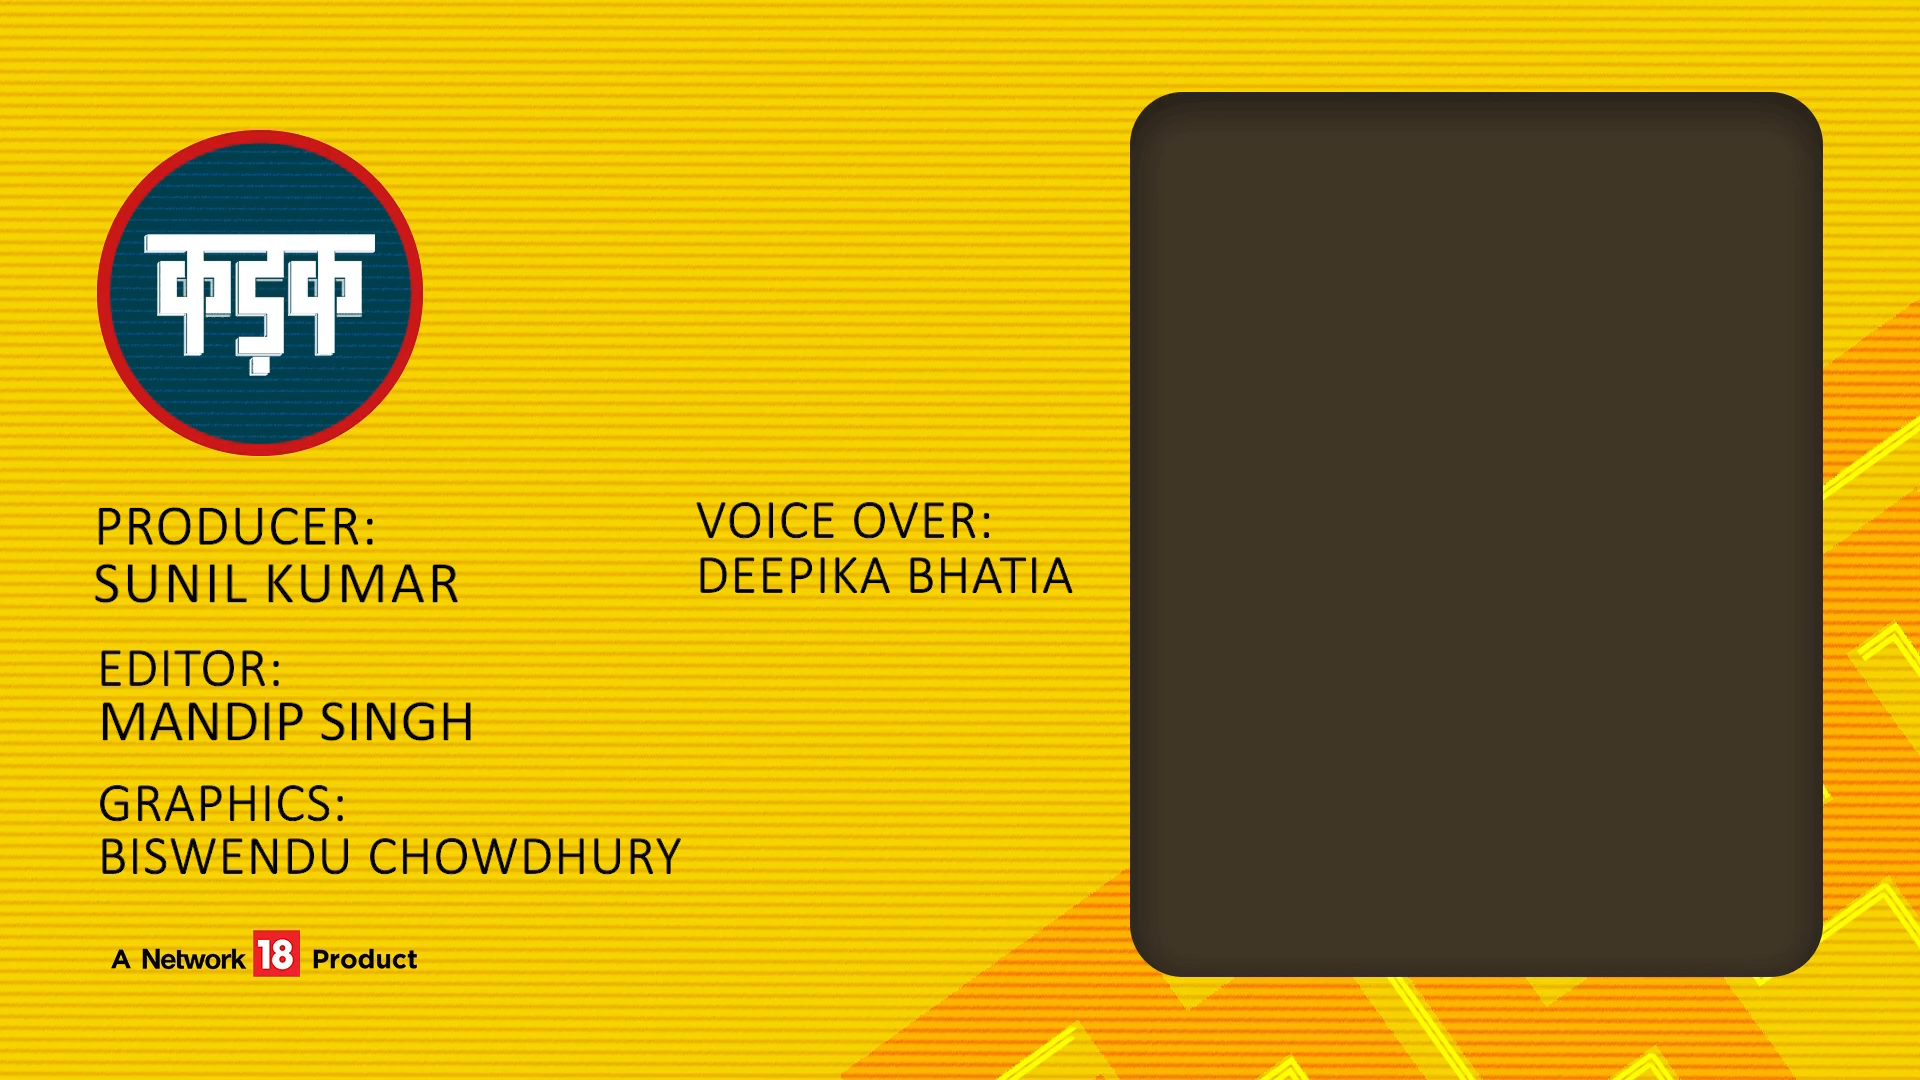 कड़क
PRODUCER:
SUNIL KUMAR
VOICE OVER:
DEEPIKA BHATIA
EDITOR:
MANDIP SINGH
GRAPHICS:
BISWENDU CHOWDHURY
A Network 18 Product